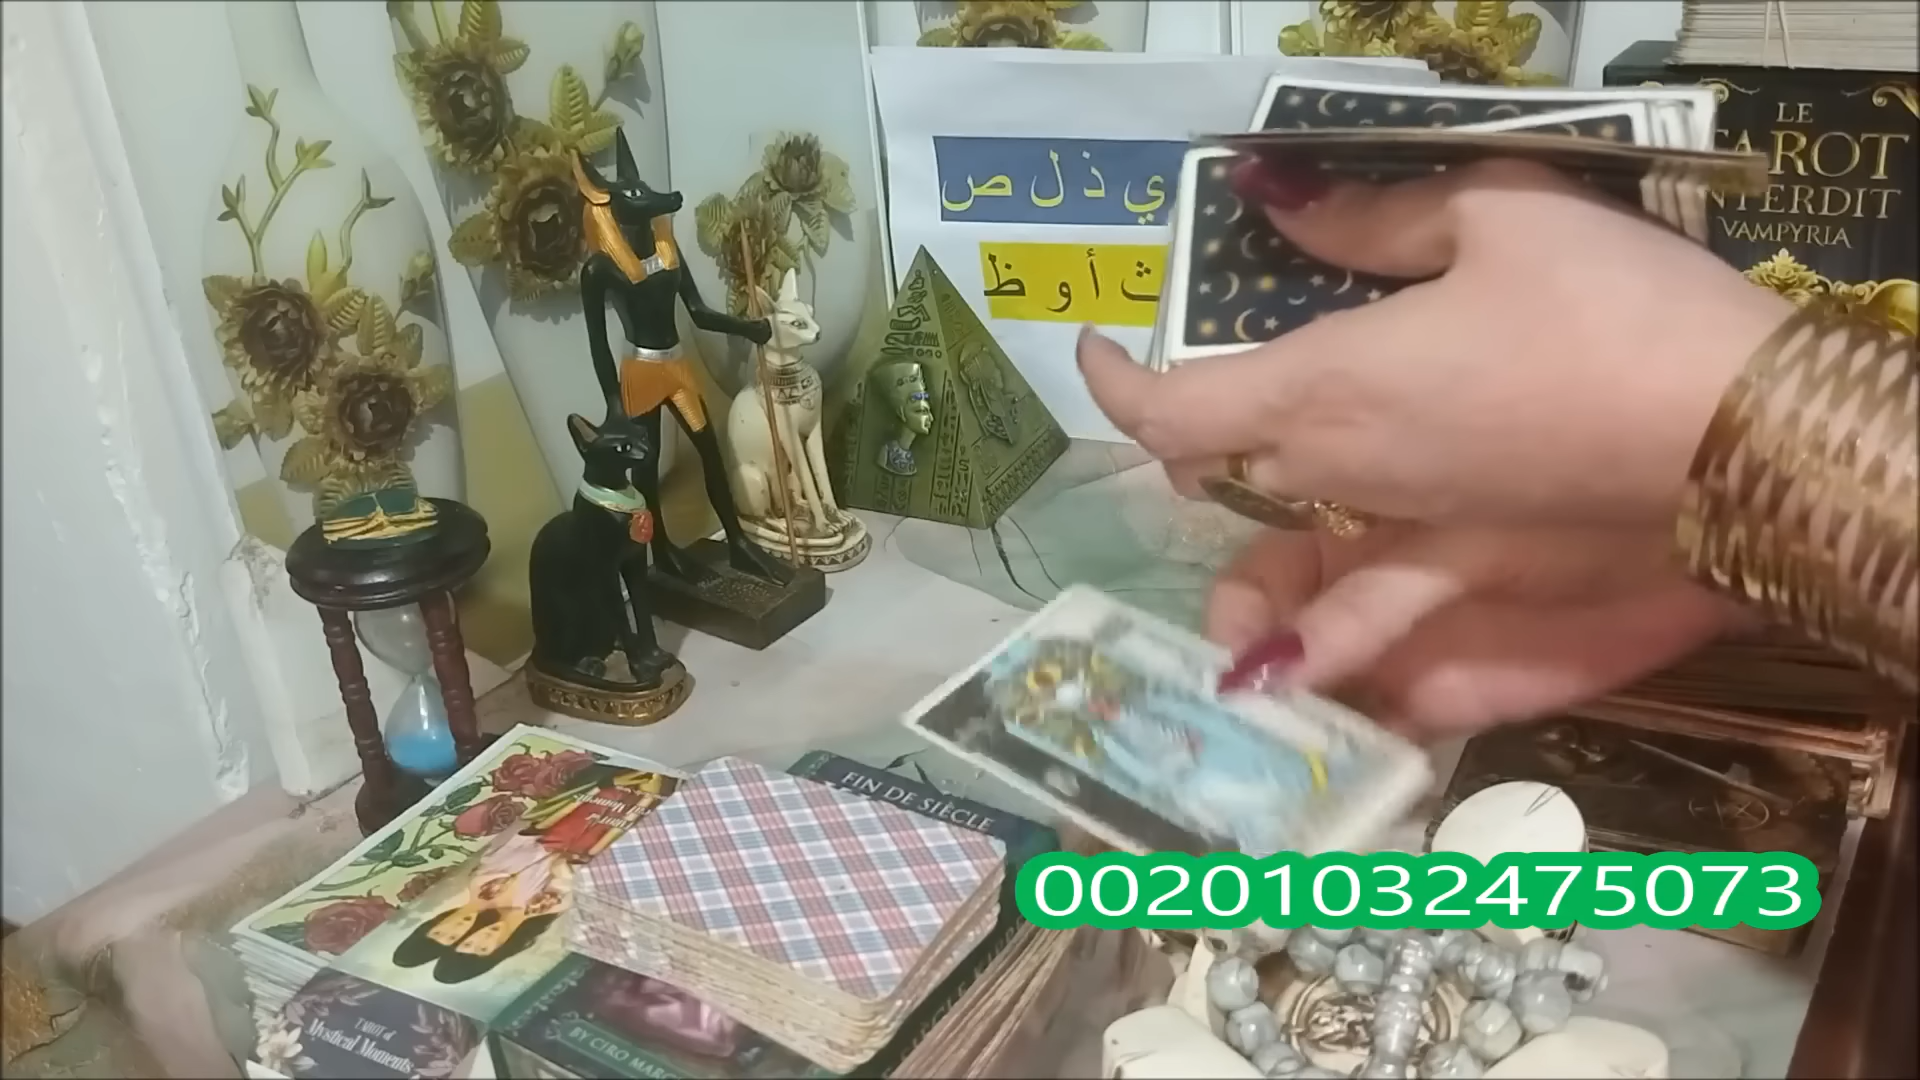 ي ذ ل ص
ث أ و ظ
LE
TAROT
INTERDIT
VAMPYRIA
FIN DE SIÈCLE
00201032475073
TAROT of
Mystical Moments
BY CIRO MARC